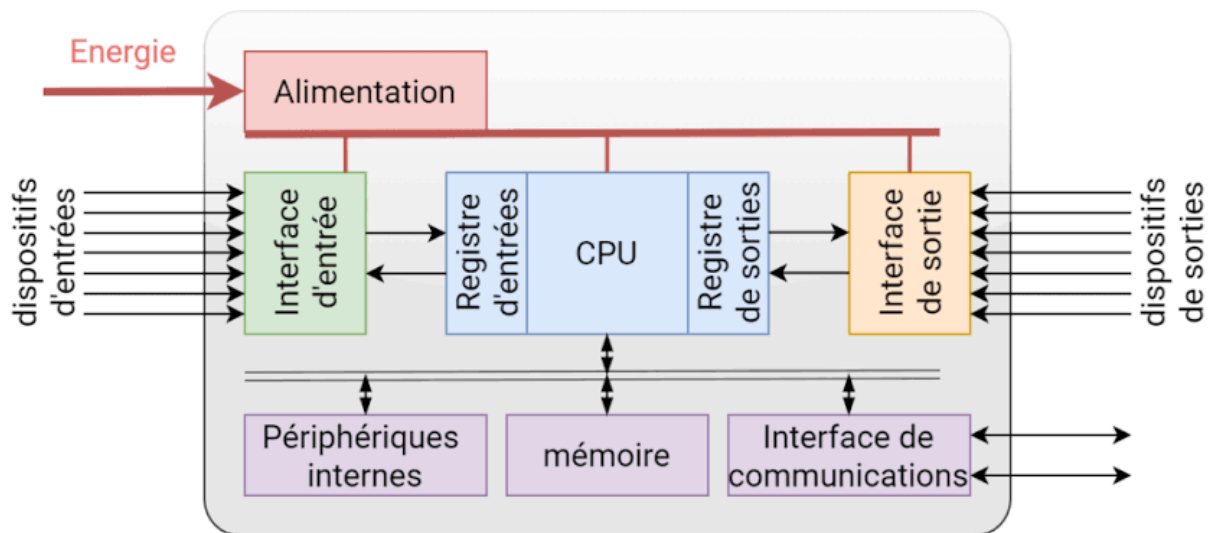 Energie
Alimentation
dispositifs
d'entrées
Interface
d'entrée
Registre
d'entrées
CPU
Registre
de sorties
Interface
de sortie
dispositifs
de sorties
Périphériques
internes
mémoire
Interface de
communications